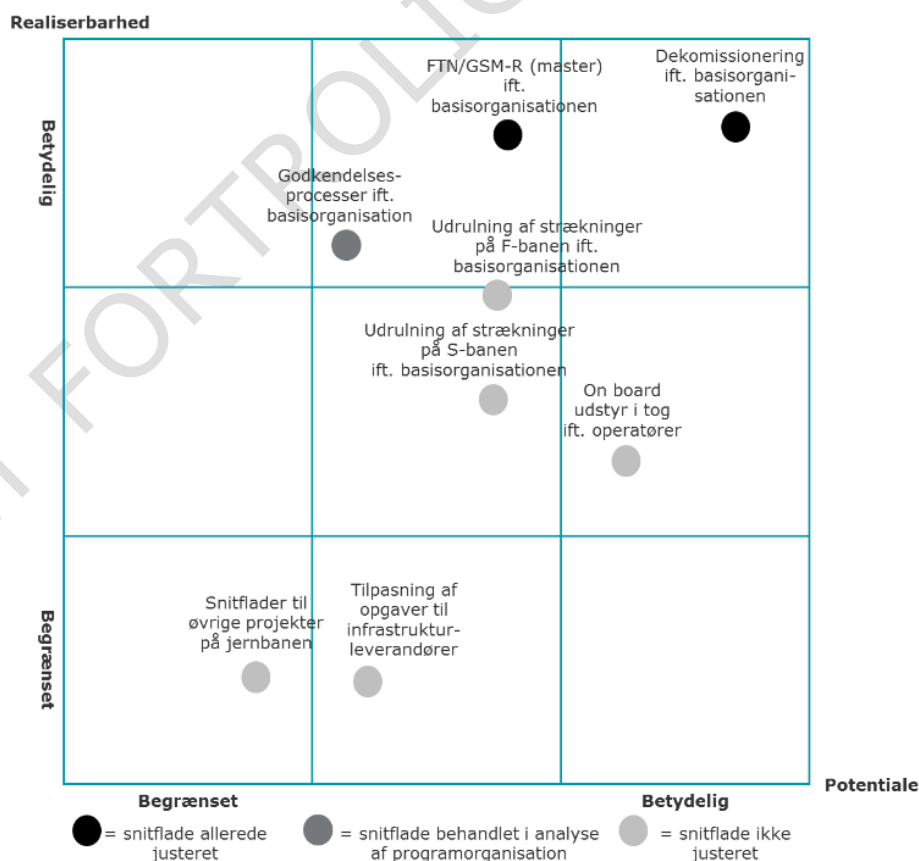 Realiserbarhed
FORTROLIG
Betydelig
FTN/GSM-R (master)
ift.
basisorganisationen
Dekomissionering
ift. basisorgani-
sationen
Godkendelses-
processer ift.
basisorganisation
Udrulning af strækninger
på F-banen ift.
basisorganisationen
Udrulning af strækninger
på S-banen
ift. basisorganisationen
On board
udstyr i tog
ift. operatører
Begrænset
Snitflader til
øvrige projekter
på jernbanen
Tilpasning af
opgaver til
infrastruktur-
leverandører
Potentiale
Begrænset
Betydelig
= snitflade allerede
justeret
= snitflade behandlet i analyse
af programorganisation
= snitflade ikke
justeret